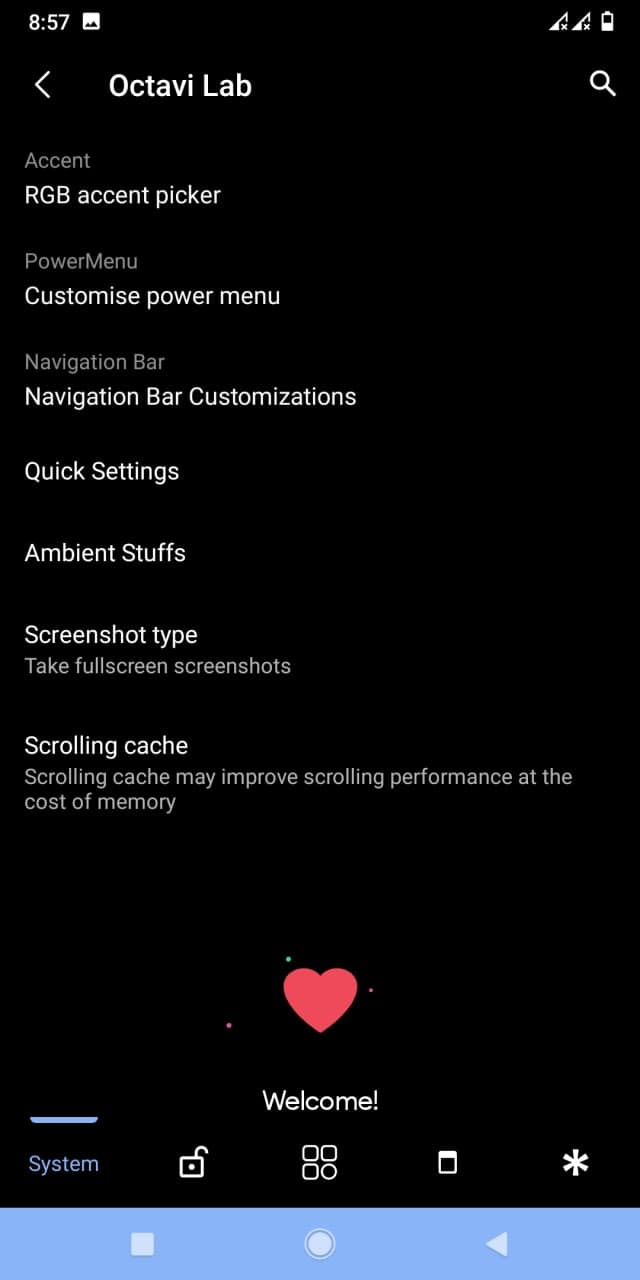 8:57
Octavi Lab
Accent
RGB accent picker
PowerMenu
Customise power menu
Navigation Bar
Navigation Bar Customizations
Quick Settings
Ambient Stuffs
Screenshot type
Take fullscreen screenshots
Scrolling cache
Scrolling cache may improve scrolling performance at the
cost of memory
Welcome!
System